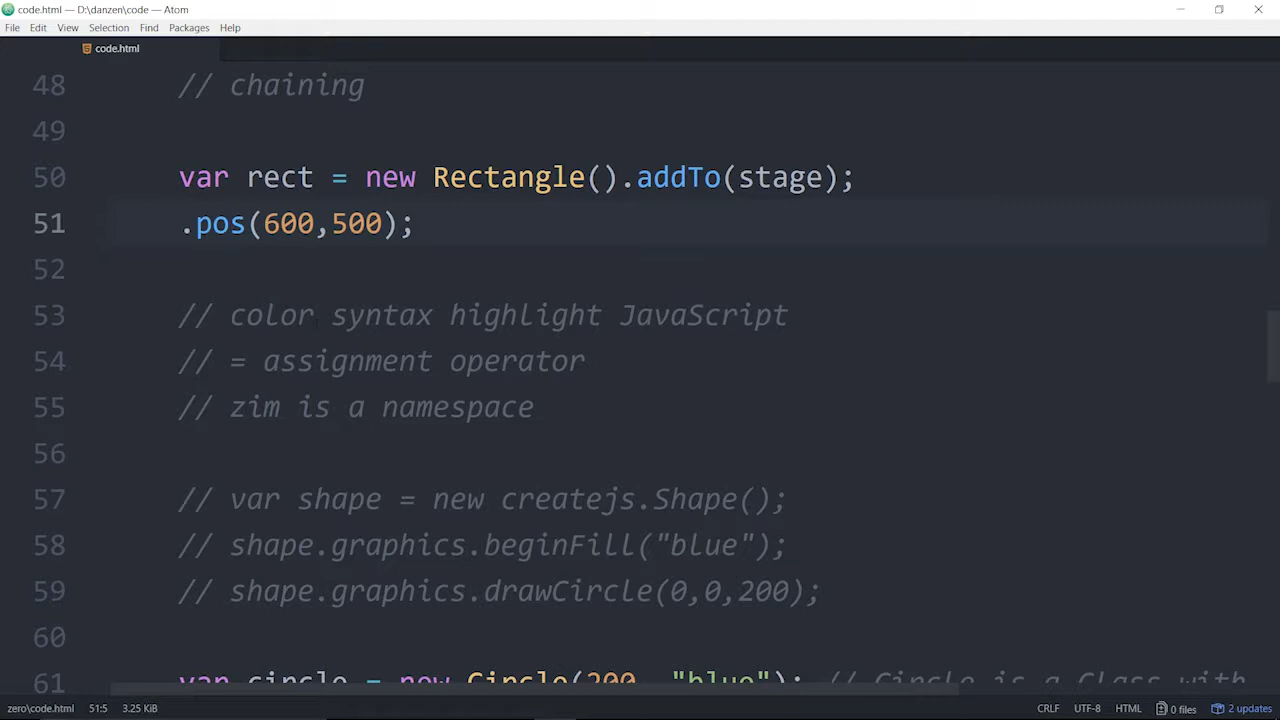 code.html — D:\danzen\code — Atom
File Edit View Selection Find Packages Help
code.html
48 // chaining
49
50 var rect = new Rectangle().addTo(stage);
51 .pos(600,500);
52
53 // color syntax highlight JavaScript
54 // = assignment operator
55 // zim is a namespace
56
57 // var shape = new createjs.Shape();
58 // shape.graphics.beginFill("blue");
59 // shape.graphics.drawCircle(0,0,200);
60
61 var circle = new Circle(200, "blue"); // Circle is a Class with
zero\code.html 51:5 3.25 KiB CRLF UTF-8 HTML 0 files 2 updates